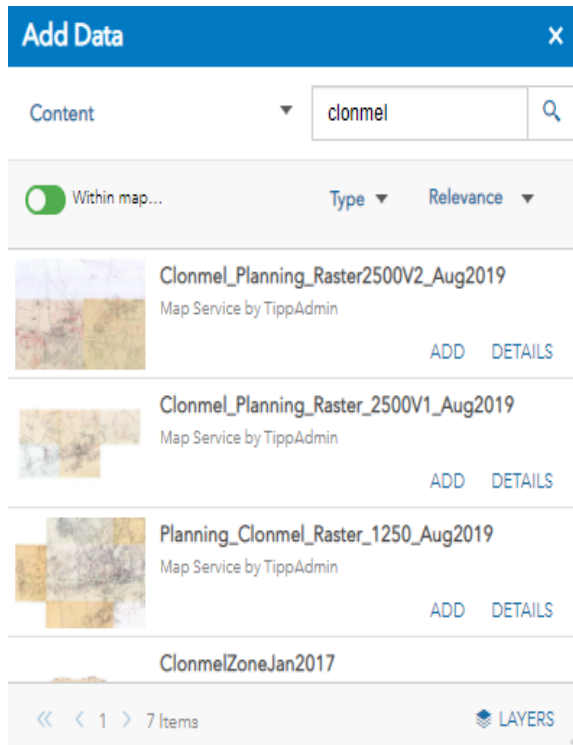 Add Data x
Content clonmel
Within map... Type Relevance
Clonmel_Planning_Raster2500V2_Aug2019
Map Service by TippAdmin
ADD DETAILS
Clonmel_Planning_Raster_2500V1_Aug2019
Map Service by TippAdmin
ADD DETAILS
Planning_Clonmel_Raster_1250_Aug2019
Map Service by TippAdmin
ADD DETAILS
ClonmelZoneJan2017
« < 1 > 7 Items LAYERS